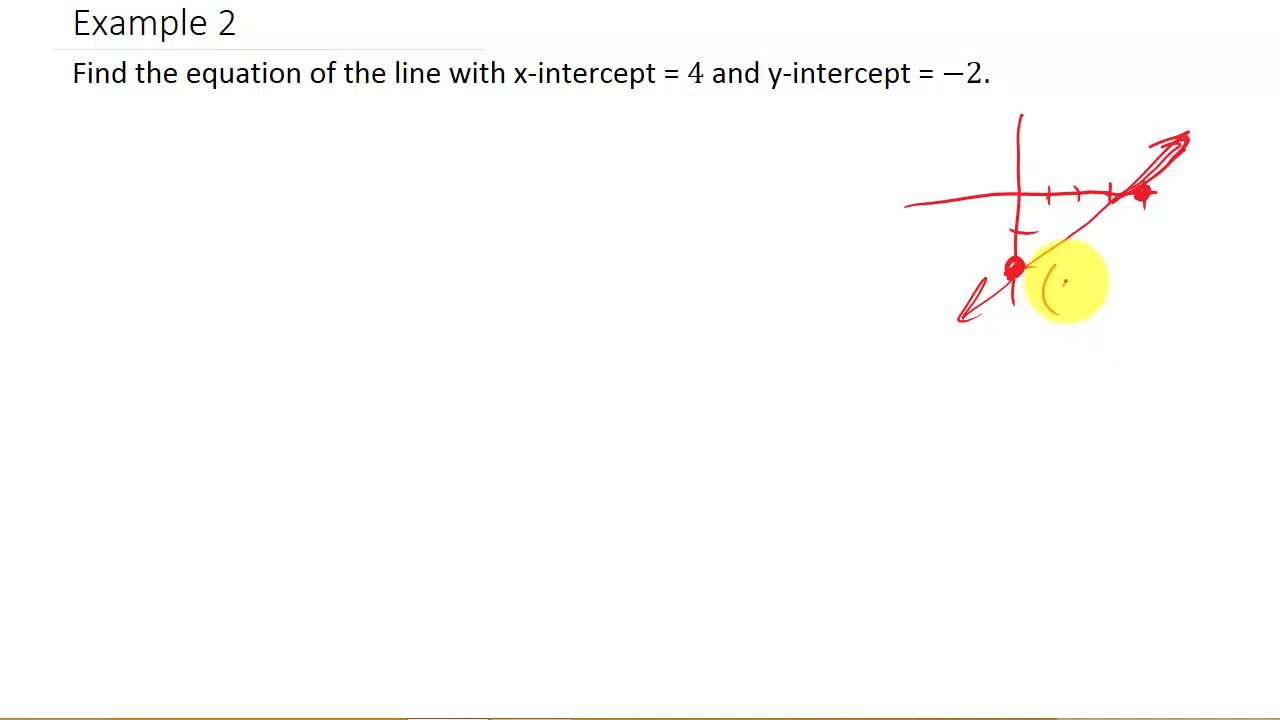 Example 2
Find the equation of the line with x-intercept = 4 and y-intercept = −2.
(